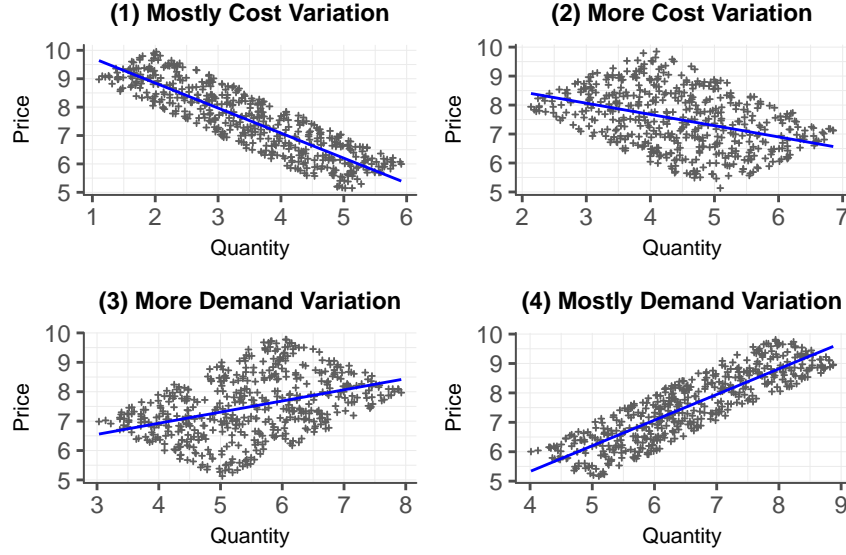 (1) Mostly Cost Variation
10
9
8
7
6
5
Price
1 2 3 4 5 6
Quantity
(2) More Cost Variation
10
9
8
7
6
5
Price
2 3 4 5 6 7
Quantity
(3) More Demand Variation
10
9
8
7
6
5
Price
3 4 5 6 7 8
Quantity
(4) Mostly Demand Variation
10
9
8
7
6
5
Price
4 5 6 7 8 9
Quantity